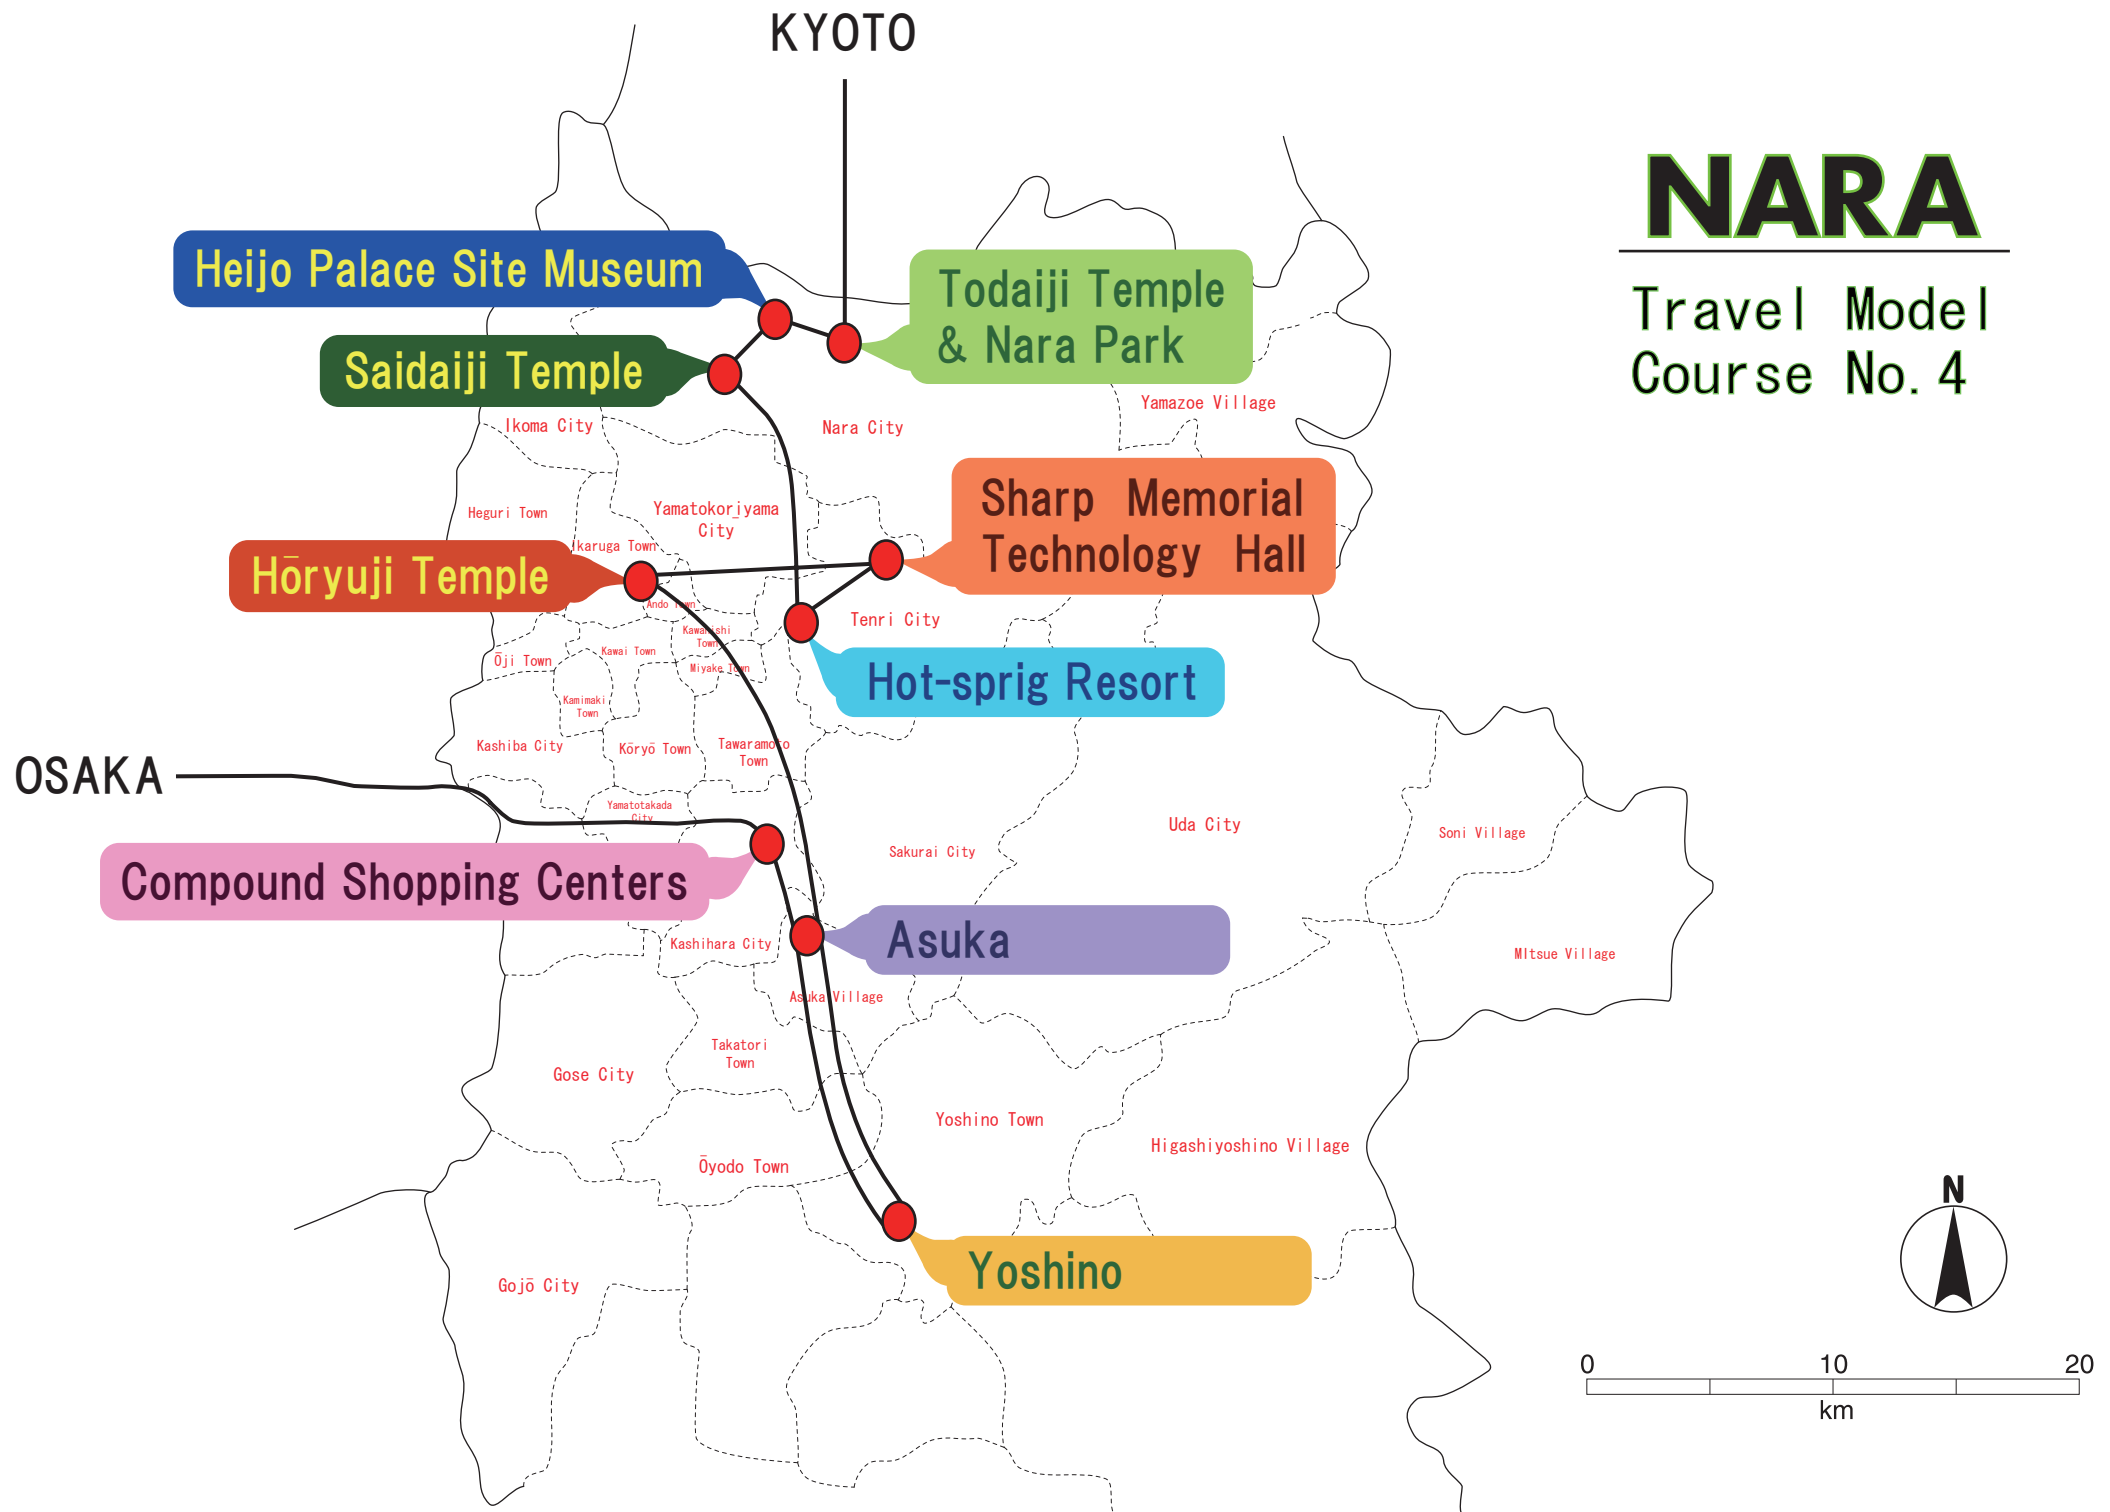 KYOTO
NARA
Travel Model
Course No.4
Heijo Palace Site Museum
Todaiji Temple
& Nara Park
Saidaiji Temple
Yamazoe Village
Ikoma City
Nara City
Sharp Memorial
Technology Hall
Heguri Town
Yamatokoriyama
City
Ikaruga Town
Hōryuji Temple
Ando Town
Tenri City
Kawanishi
Town
Kawai Town
Ōji Town
Miyake Town
Hot-sprig Resort
Kamimaki
Town
Kashiba City
Kōryō Town
Tawaramoto
Town
OSAKA
Yamatotakada
City
Uda City
Soni Village
Sakurai City
Compound Shopping Centers
Asuka
Kashihara City
MItsue Village
Asuka Village
Takatori
Town
Gose City
Yoshino Town
Higashiyoshino Village
Ōyodo Town
N
Yoshino
Gojō City
0 10 20
km